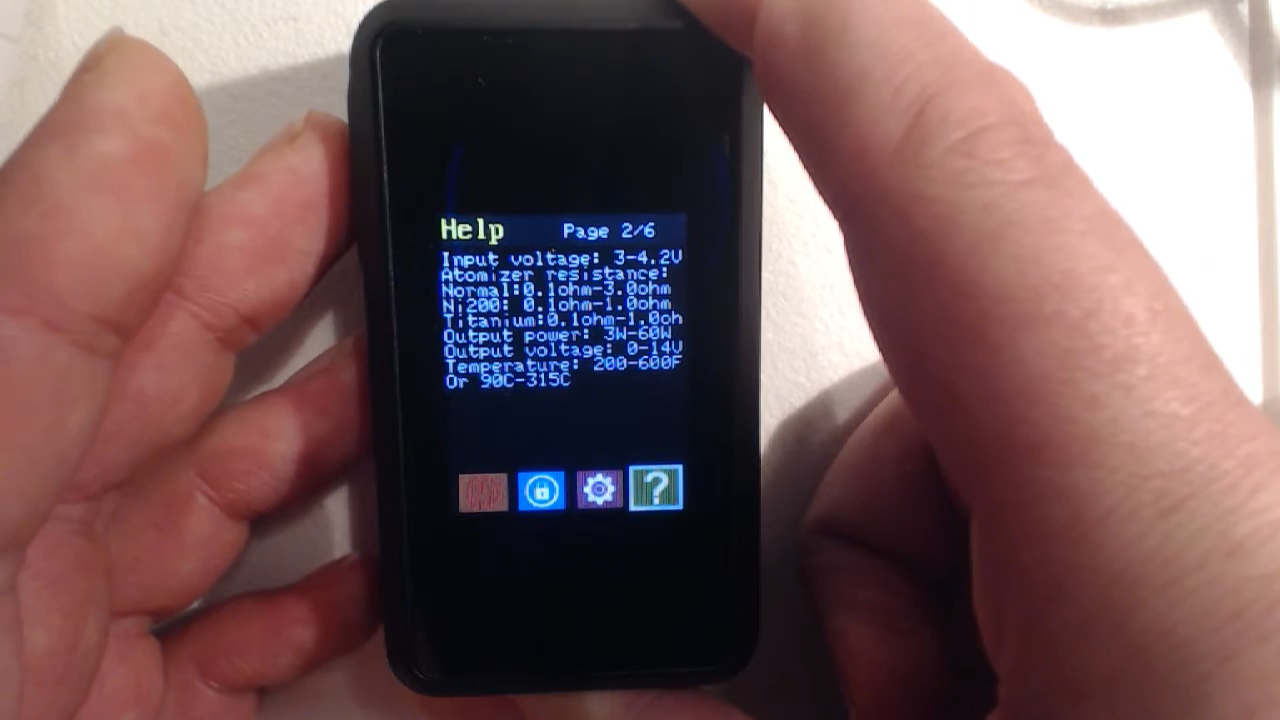 Help Page 2/6
Input voltage: 3-4.2V
Atomizer resistance:
Normal:0.1ohm-3.0ohm
Ni200: 0.1ohm-1.0ohm
Titanium:0.1ohm-1.0oh
Output power: 3W-60W
Output voltage: 0-14V
Temperature: 200-600F
Or 90C-315C
?